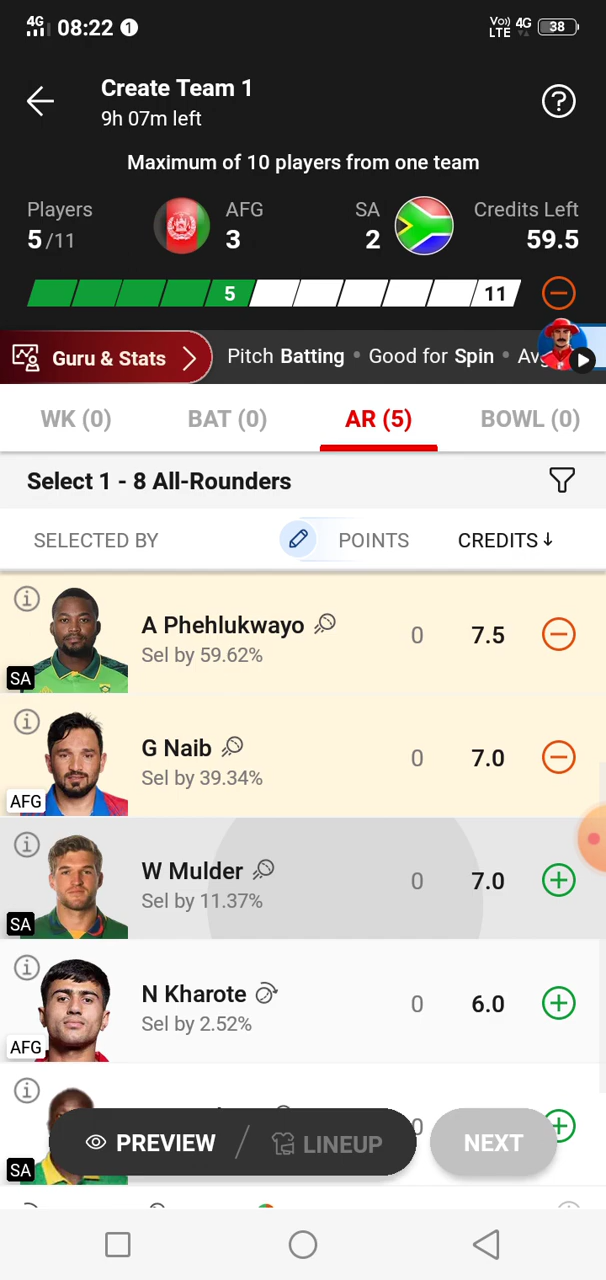 4G 08:22 1 Vo)) LTE 4G 38
Create Team 1
9h 07m left
Maximum of 10 players from one team
Players AFG SA Credits Left
5/11 3 2 59.5
5 11
Guru & Stats Pitch Batting • Good for Spin •
WK (0) BAT (0) AR (5) BOWL (0)
Select 1 - 8 All-Rounders
SELECTED BY POINTS CREDITS↓
A Phehlukwayo 0 7.5
Sel by 59.62%
SA
G Naib 0 7.0
Sel by 39.34%
AFG
W Mulder 0 7.0
Sel by 11.37%
SA
N Kharote 0 6.0
Sel by 2.52%
AFG
0
PREVIEW / LINEUP NEXT
SA